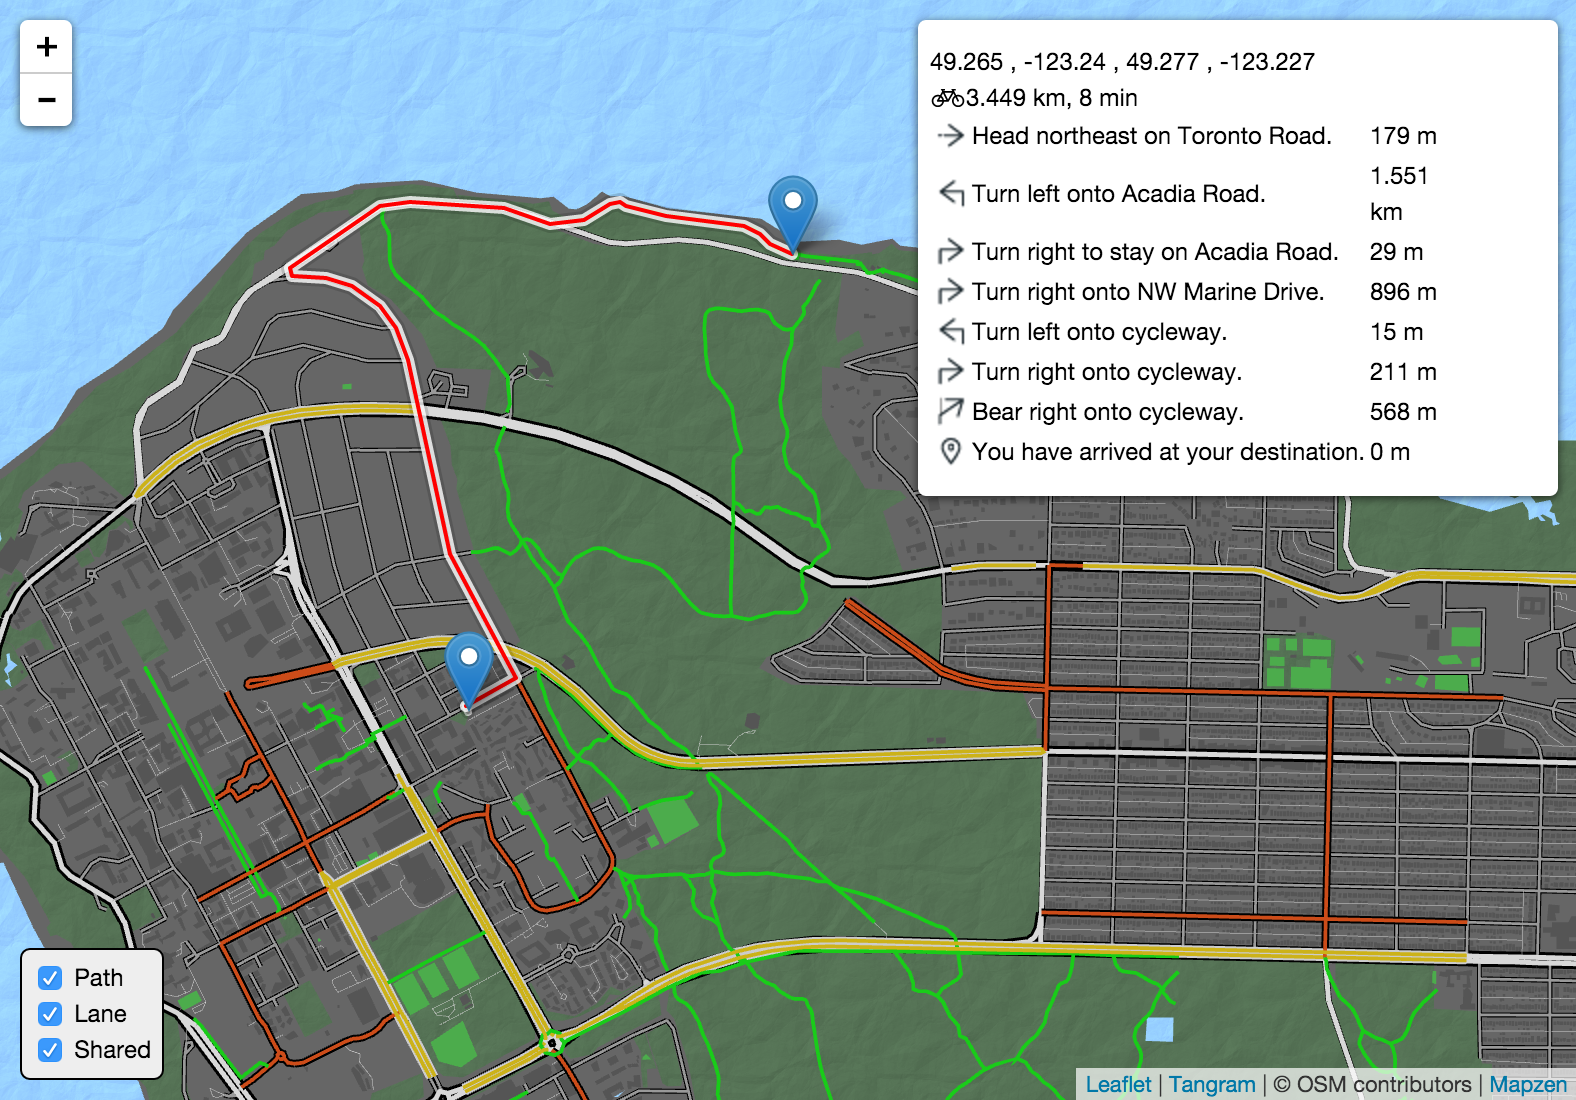 +
−
49.265 , -123.24 , 49.277 , -123.227
3.449 km, 8 min
Head northeast on Toronto Road. 179 m
Turn left onto Acadia Road. 1.551 km
Turn right to stay on Acadia Road. 29 m
Turn right onto NW Marine Drive. 896 m
Turn left onto cycleway. 15 m
Turn right onto cycleway. 211 m
Bear right onto cycleway. 568 m
You have arrived at your destination. 0 m
Path
Lane
Shared
Leaflet | Tangram | © OSM contributors | Mapzen